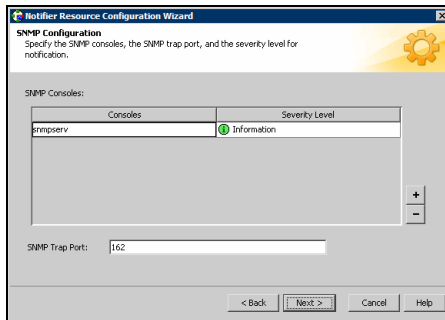 Notifier Resource Configuration Wizard
SNMP Configuration
Specify the SNMP consoles, the SNMP trap port, and the severity level for
notification.
SNMP Consoles:
Consoles Severity Level
snmpserv Information
+
-
SNMP Trap Port: 162
< Back Next > Cancel Help